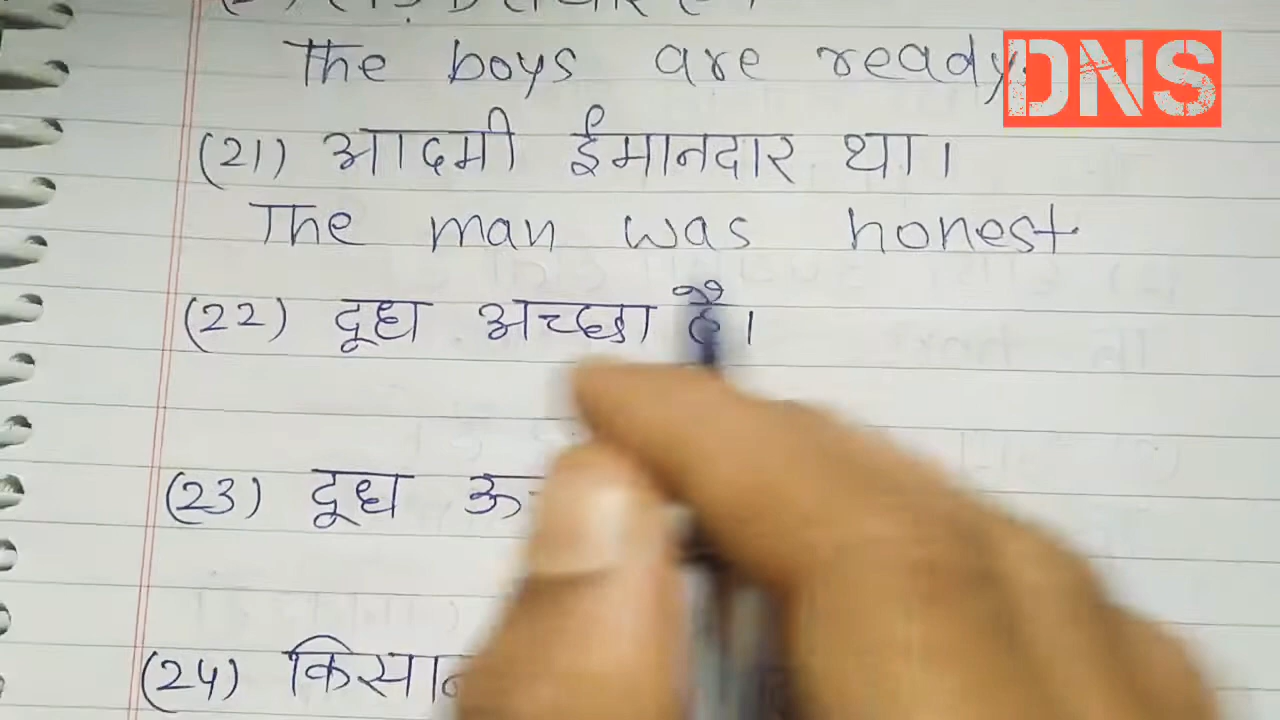 The boys are ready.
DNS
(21) आदमी ईमानदार था।
The man was honest.
(22) दूध अच्छा है।
(23) दूध
(24) किसान